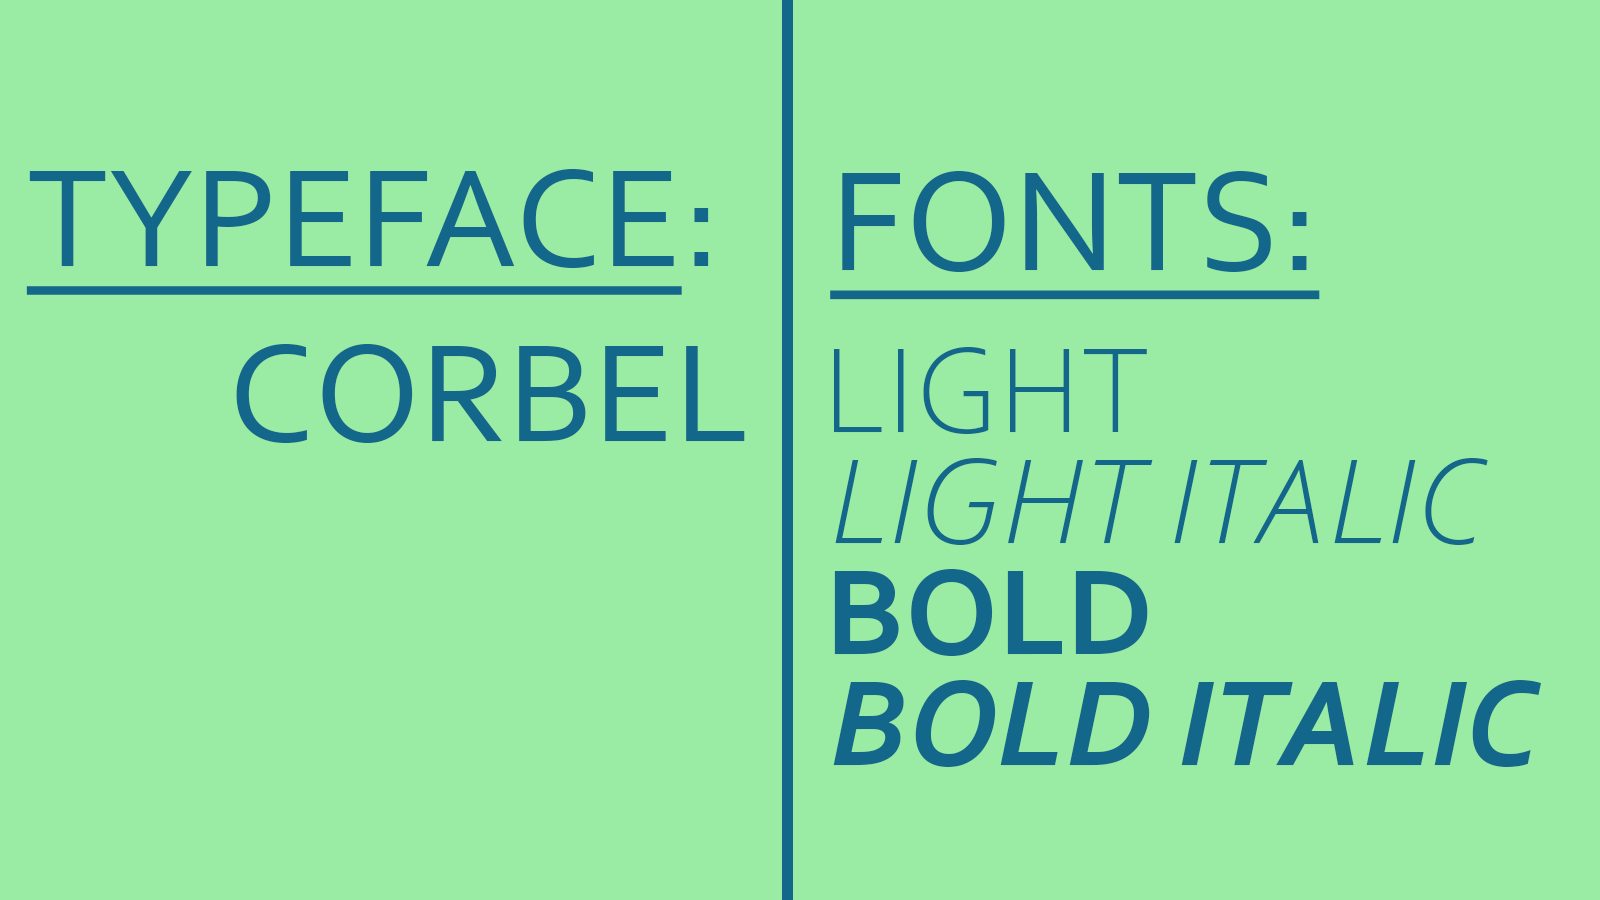 TYPEFACE:
CORBEL
FONTS:
LIGHT
LIGHT ITALIC
BOLD
BOLD ITALIC